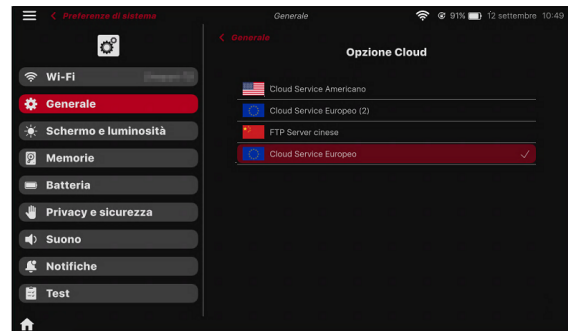 Preferenze di sistema
Generale
91%
12 settembre 10:49
Generale
Opzione Cloud
Wi-Fi
Generale
Schermo e luminosità
Memorie
Batteria
Privacy e sicurezza
Suono
Notifiche
Test
Cloud Service Americano
Cloud Service Europeo (2)
FTP Server cinese
Cloud Service Europeo